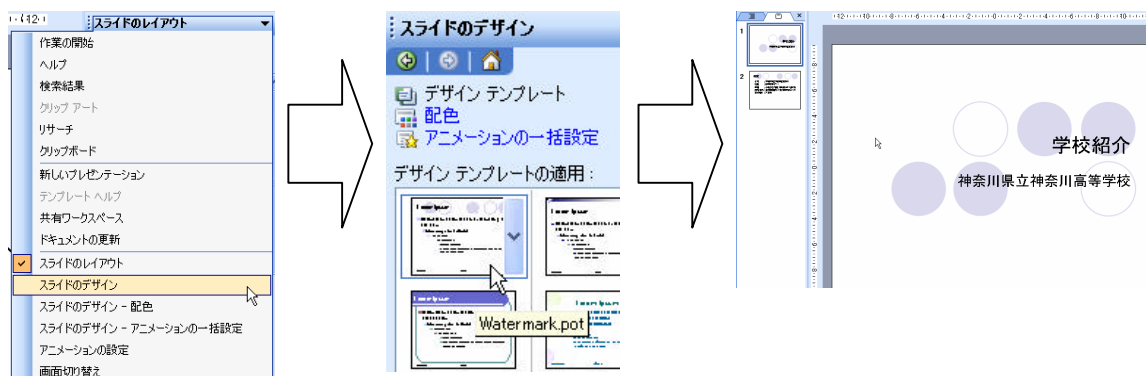 スライドのレイアウト
作業の開始
ヘルプ
検索結果
クリップ アート
リサーチ
クリップボード
新しいプレゼンテーション
テンプレート ヘルプ
共有ワークスペース
ドキュメントの更新
スライドのレイアウト
スライドのデザイン
スライドのデザイン - 配色
スライドのデザイン - アニメーションの一括設定
アニメーションの設定
画面切り替え
スライドのデザイン
デザイン テンプレート
配色
アニメーションの一括設定
デザイン テンプレートの適用 :
Watermark.pot
1
2
学校紹介
神奈川県立神奈川高等学校